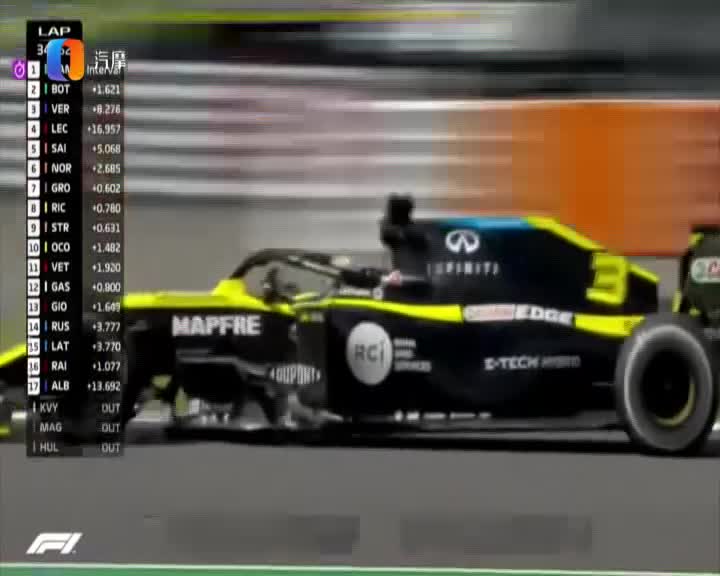 LAP
汽摩
1 Interval
2 BOT +1.621
3 VER +8.276
4 LEC +16.957
5 SAI +5.068
6 NOR +2.685
7 GRO +0.602
8 RIC +0.780
9 STR +0.631
10 OCO +1.482
11 VET +1.920
12 GAS +0.800
13 GIO +1.649
14 RUS +3.777
15 LAT +3.770
16 RAI +1.077
17 ALB +13.692
KVY OUT
MAG OUT
HUL OUT
INFINITI
3
EDGE
MAPFRE
RCI
E-TECH HYBRID
DUPONT
F1